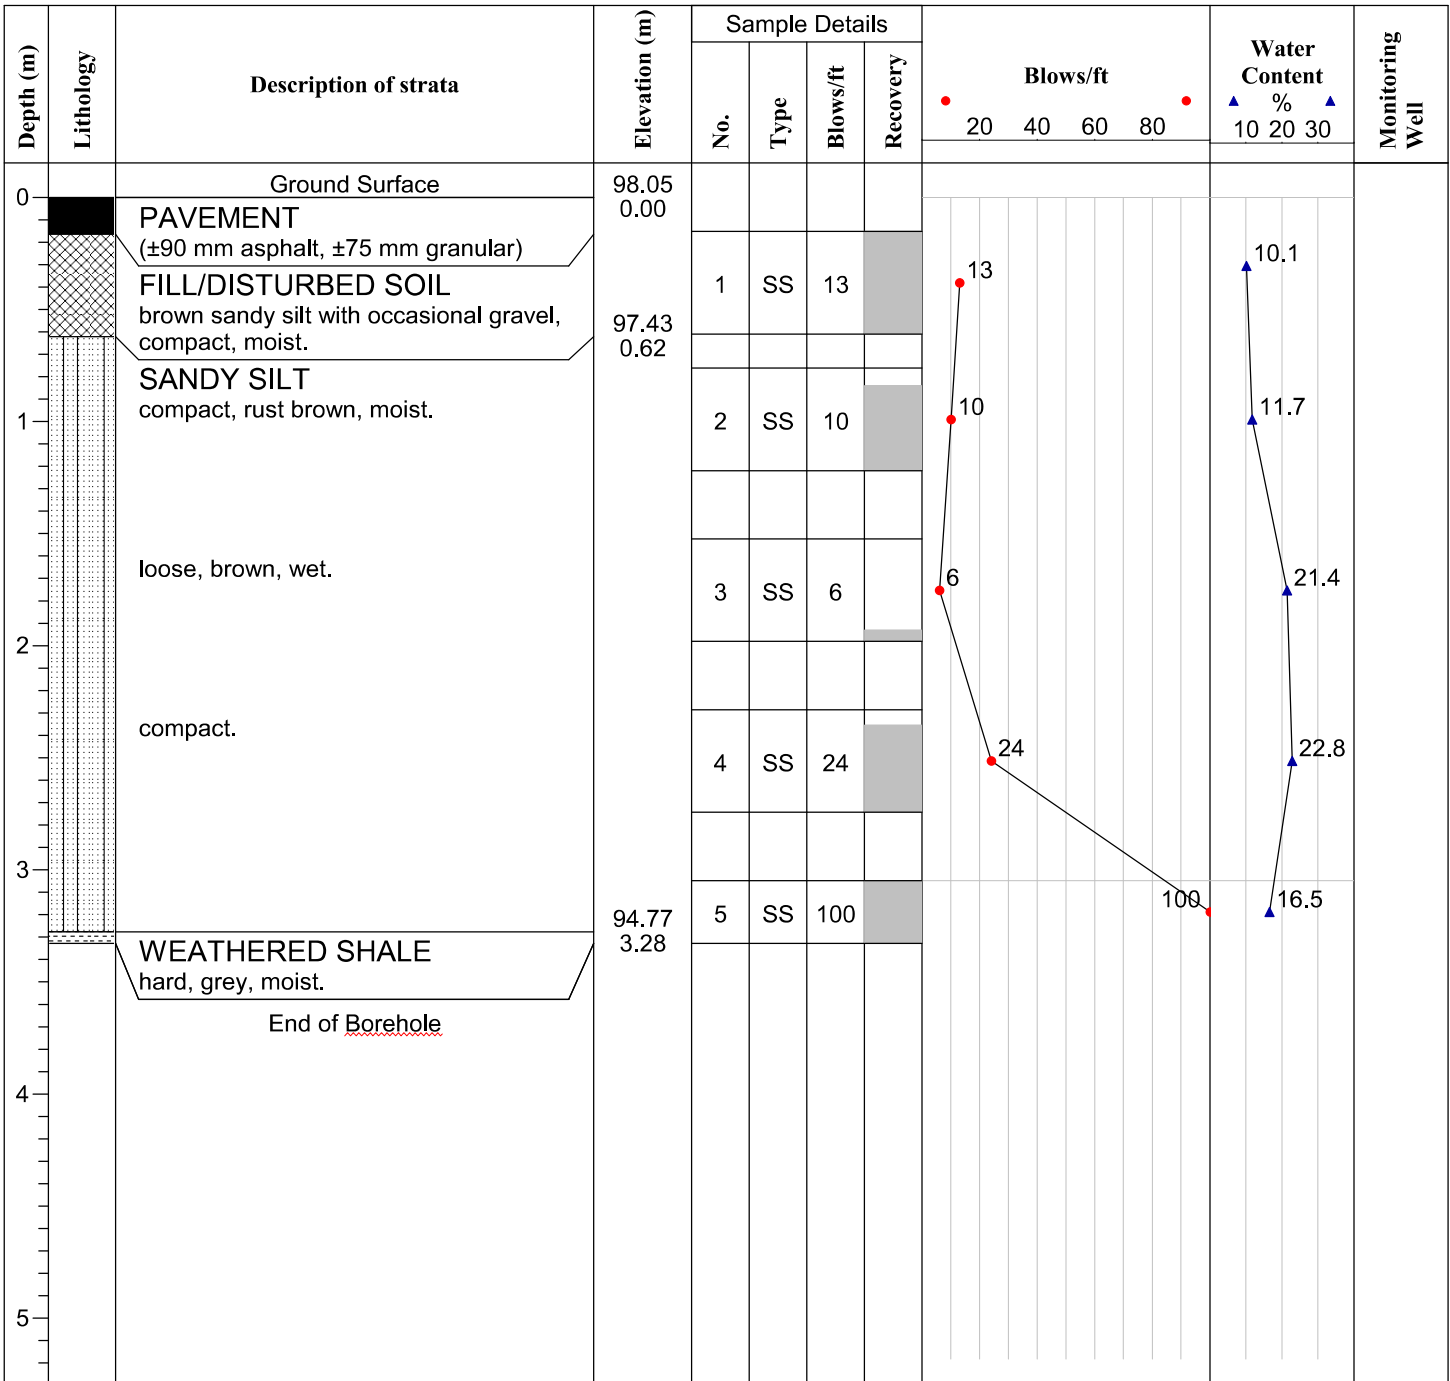 Depth (m)
Lithology
Description of strata
Elevation (m)
Sample Details
No.
Type
Blows/ft
Recovery
Blows/ft
20 40 60 80
Water
Content
%
10 20 30
Monitoring
Well
Ground Surface
98.05
0.00
0
PAVEMENT
(±90 mm asphalt, ±75 mm granular)
FILL/DISTURBED SOIL
brown sandy silt with occasional gravel,
compact, moist.
97.43
0.62
1 SS 13
13
10.1
SANDY SILT
compact, rust brown, moist.
1
2 SS 10
10
11.7
loose, brown, wet.
3 SS 6
6
21.4
2
compact.
4 SS 24
24
22.8
3
94.77
3.28
5 SS 100
100
16.5
WEATHERED SHALE
hard, grey, moist.
End of Borehole
4
5